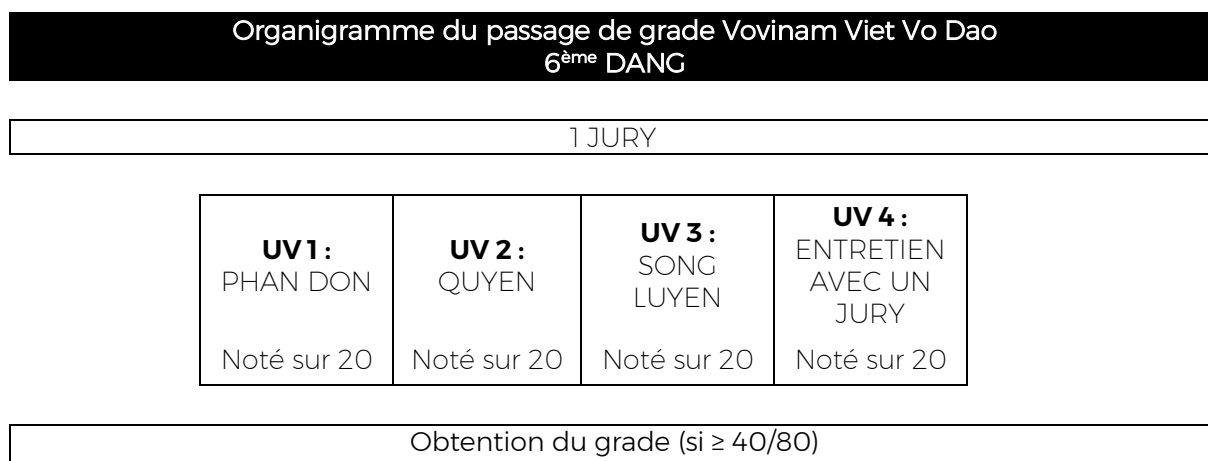 Organigramme du passage de grade Vovinam Viet Vo Dao
6ème DANG
1 JURY
UV 1 :
PHAN DON
Noté sur 20
UV 2 :
QUYEN
Noté sur 20
UV 3 :
SONG
LUYEN
Noté sur 20
UV 4 :
ENTRETIEN
AVEC UN
JURY
Noté sur 20
Obtention du grade (si ≥ 40/80)